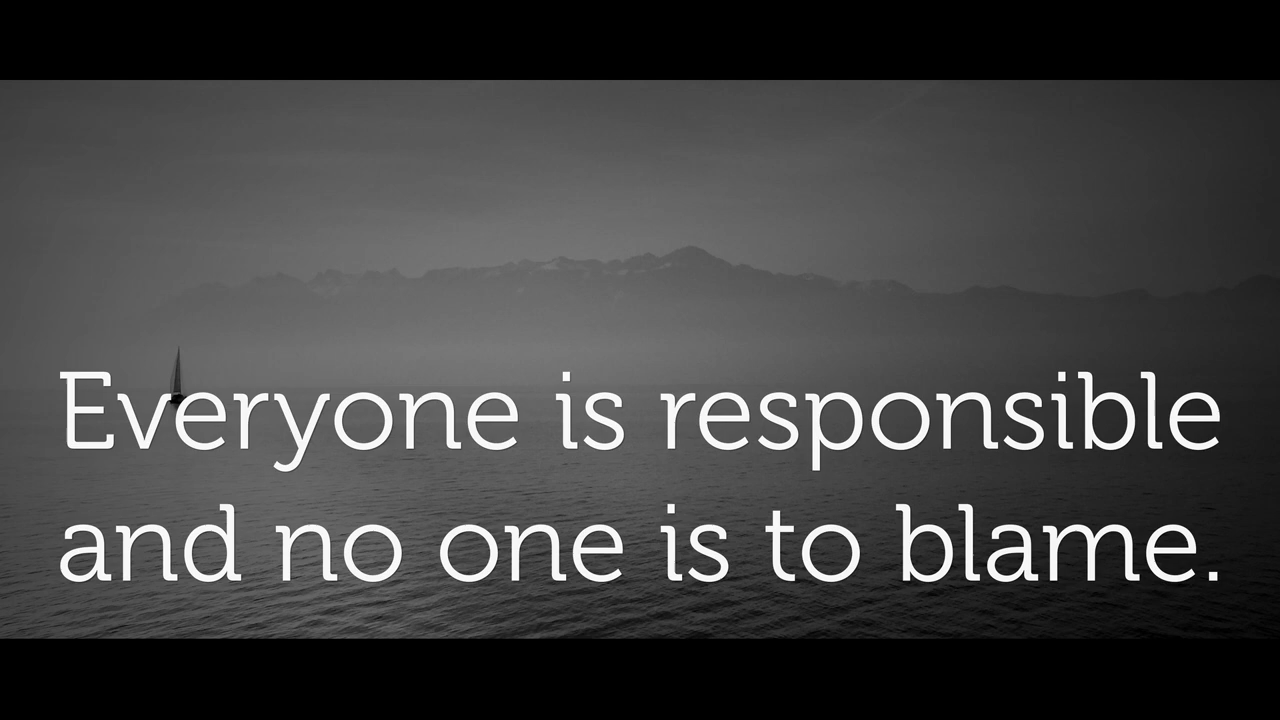 Everyone is responsible
and no one is to blame.